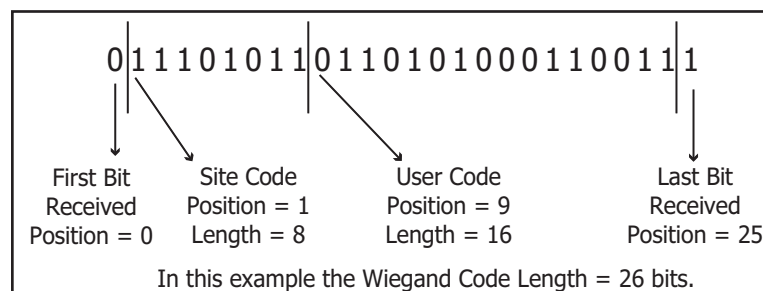 0 1 1 1 0 1 0 1 1 0 1 1 0 1 0 1 0 0 0 1 1 0 0 1 1 1
First Bit Received Position = 0
Site Code Position = 1 Length = 8
User Code Position = 9 Length = 16
Last Bit Received Position = 25
In this example the Wiegand Code Length = 26 bits.